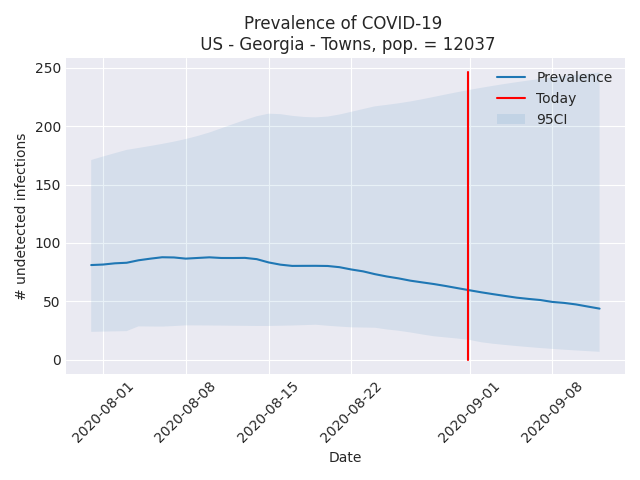 Prevalence of COVID-19
US - Georgia - Towns, pop. = 12037
# undetected infections
250
200
150
100
50
0
Prevalence
Today
95CI
2020-08-01
2020-08-08
2020-08-15
2020-08-22
2020-09-01
2020-09-08
Date